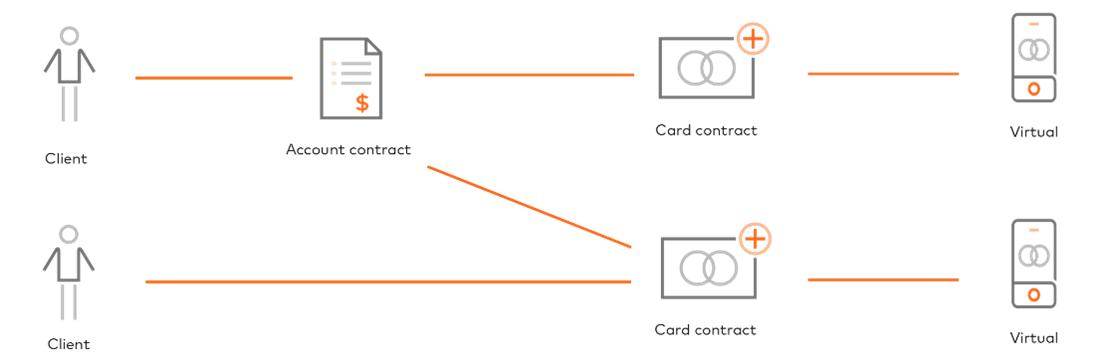 $
Client
Account contract
Card contract
Virtual
Client
Card contract
Virtual